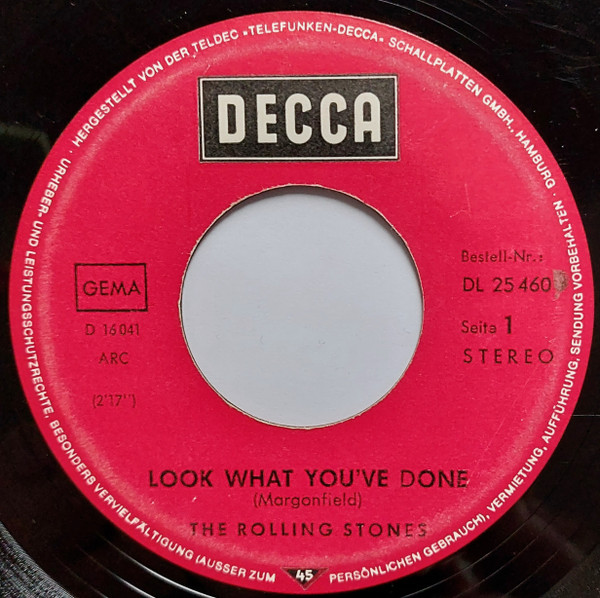 · HERGESTELLT VON DER TELDEC »TELEFUNKEN-DECCA« SCHALLPLATTEN GMBH., HAMBURG ·
URHEBER- UND LEISTUNGSSCHUTZRECHTE, BESONDERS VERVIELFÄLTIGUNG (AUSSER ZUM PERSÖNLICHEN GEBRAUCH), VERMIETUNG, AUFFÜHRUNG, SENDUNG VORBEHALTEN
DECCA
GEMA
D 16 041
ARC
(2'17")
Bestell-Nr.:
DL 25 460
Seite 1
STEREO
LOOK WHAT YOU'VE DONE
(Morganfield)
THE ROLLING STONES
45